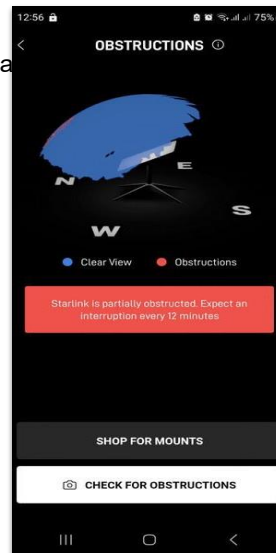 12:56 75%
OBSTRUCTIONS
a
N E
W S
Clear View Obstructions
Starlink is partially obstructed. Expect an
interruption every 12 minutes
SHOP FOR MOUNTS
CHECK FOR OBSTRUCTIONS